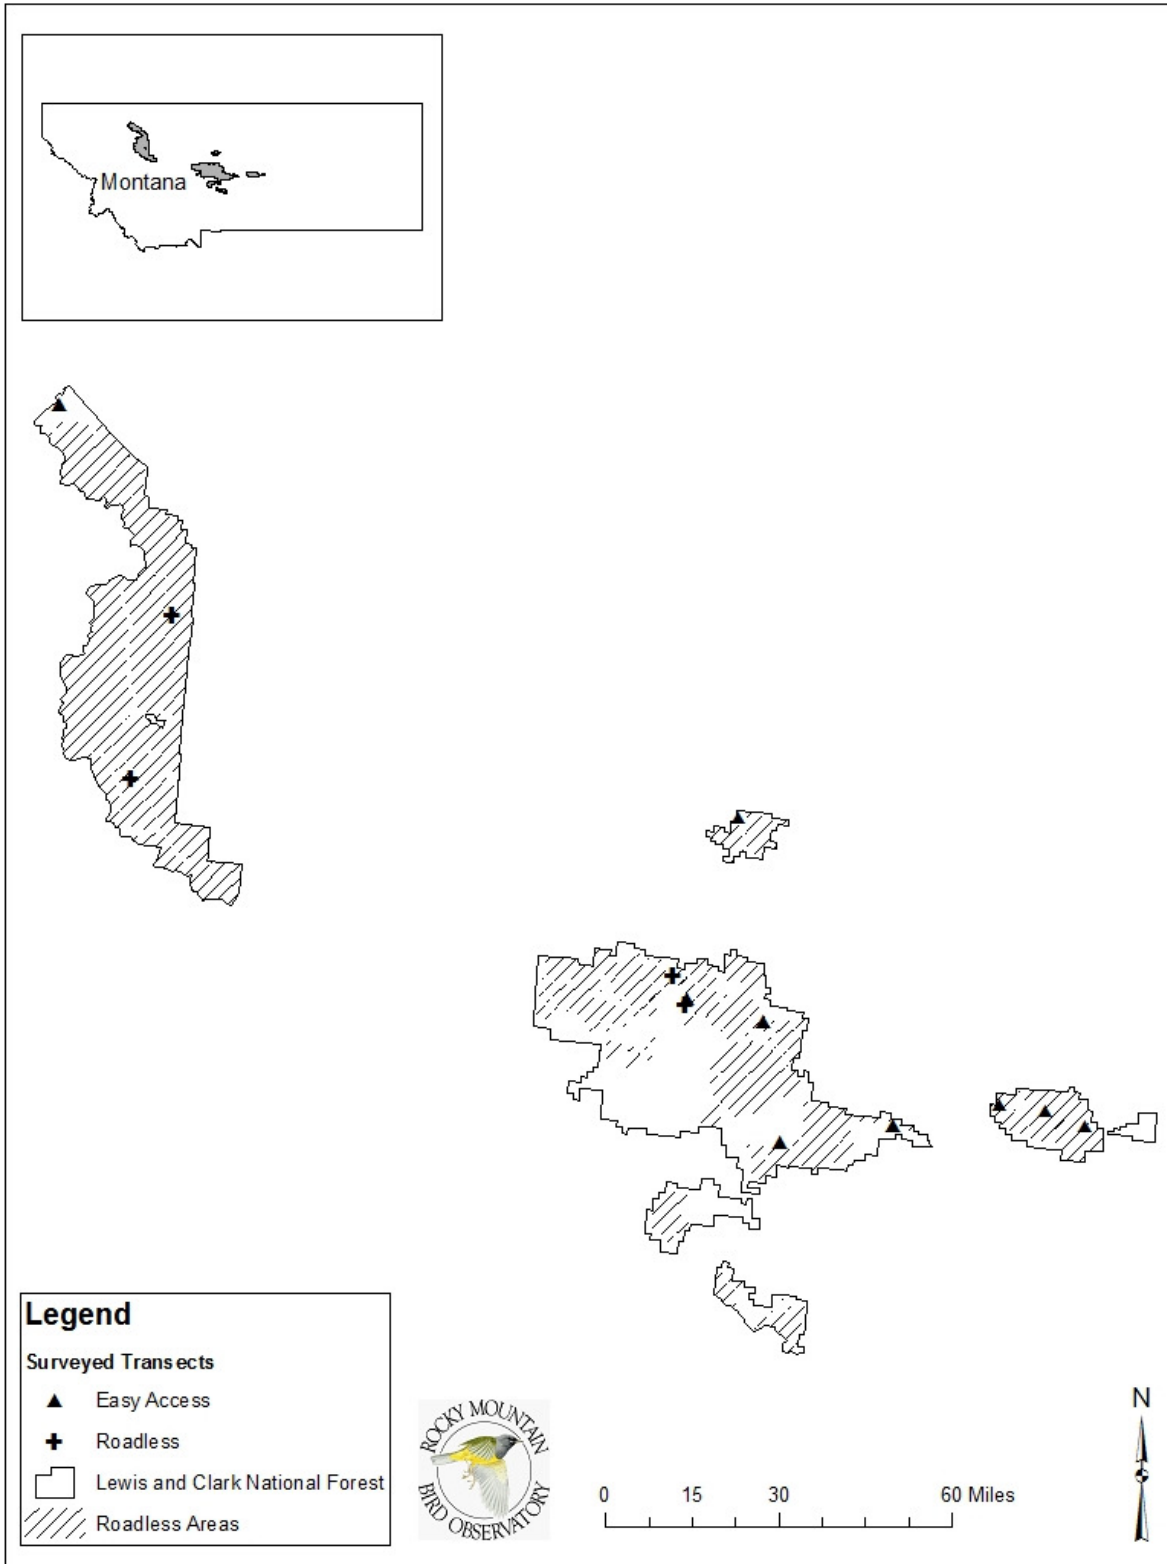 Montana
Legend
Surveyed Transects
Easy Access
Roadless
Lewis and Clark National Forest
Roadless Areas
ROCKY MOUNTAIN
BIRD OBSERVATORY
0 15 30 60 Miles
N